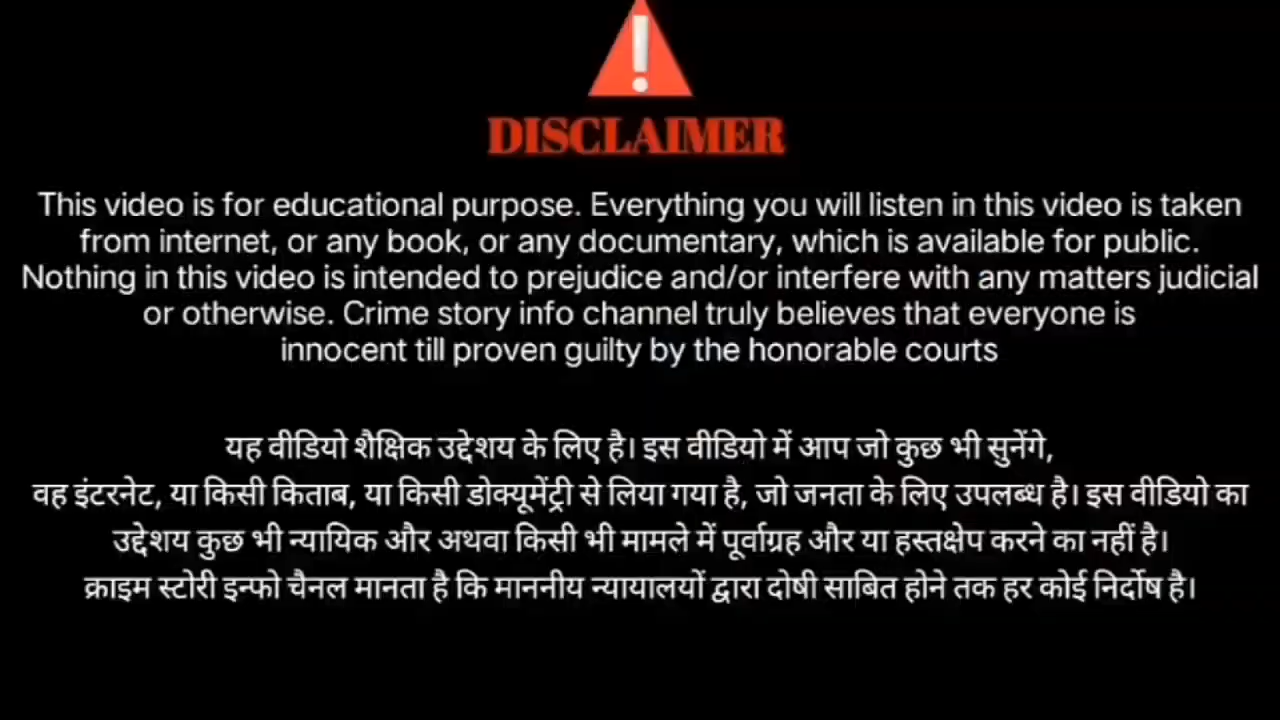 DISCLAIMER
This video is for educational purpose. Everything you will listen in this video is taken
from internet, or any book, or any documentary, which is available for public.
Nothing in this video is intended to prejudice and/or interfere with any matters judicial
or otherwise. Crime story info channel truly believes that everyone is
innocent till proven guilty by the honorable courts
यह वीडियो शैक्षिक उद्देशय के लिए है। इस वीडियो में आप जो कुछ भी सुनेंगे,
वह इंटरनेट, या किसी किताब, या किसी डोक्यूमेंट्री से लिया गया है, जो जनता के लिए उपलब्ध है। इस वीडियो का
उद्देशय कुछ भी न्यायिक और अथवा किसी भी मामले में पूर्वाग्रह और या हस्तक्षेप करने का नहीं है।
क्राइम स्टोरी इन्फो चैनल मानता है कि माननीय न्यायालयों द्वारा दोषी साबित होने तक हर कोई निर्दोष है।